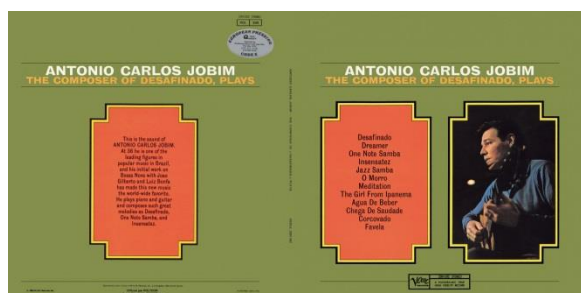 ANTONIO CARLOS JOBIM
THE COMPOSER OF DESAFINADO, PLAYS
This is the sound of
ANTONIO CARLOS JOBIM.
At 36 he is one of the
leading figures in
popular music in Brazil,
and his initial work on
Bossa Nova with Joao
Gilberto and Luiz Bonfa
has made this new music
the world-wide favorite.
He plays piano and guitar
and composes such great
melodies as Desafinado,
One Note Samba, and
Insensatez.
ANTONIO CARLOS JOBIM
THE COMPOSER OF DESAFINADO, PLAYS
Desafinado
Dreamer
One Note Samba
Insensatez
Jazz Samba
O Morro
Meditation
The Girl From Ipanema
Agua De Beber
Chega De Saudade
Corcovado
Favela
Verve